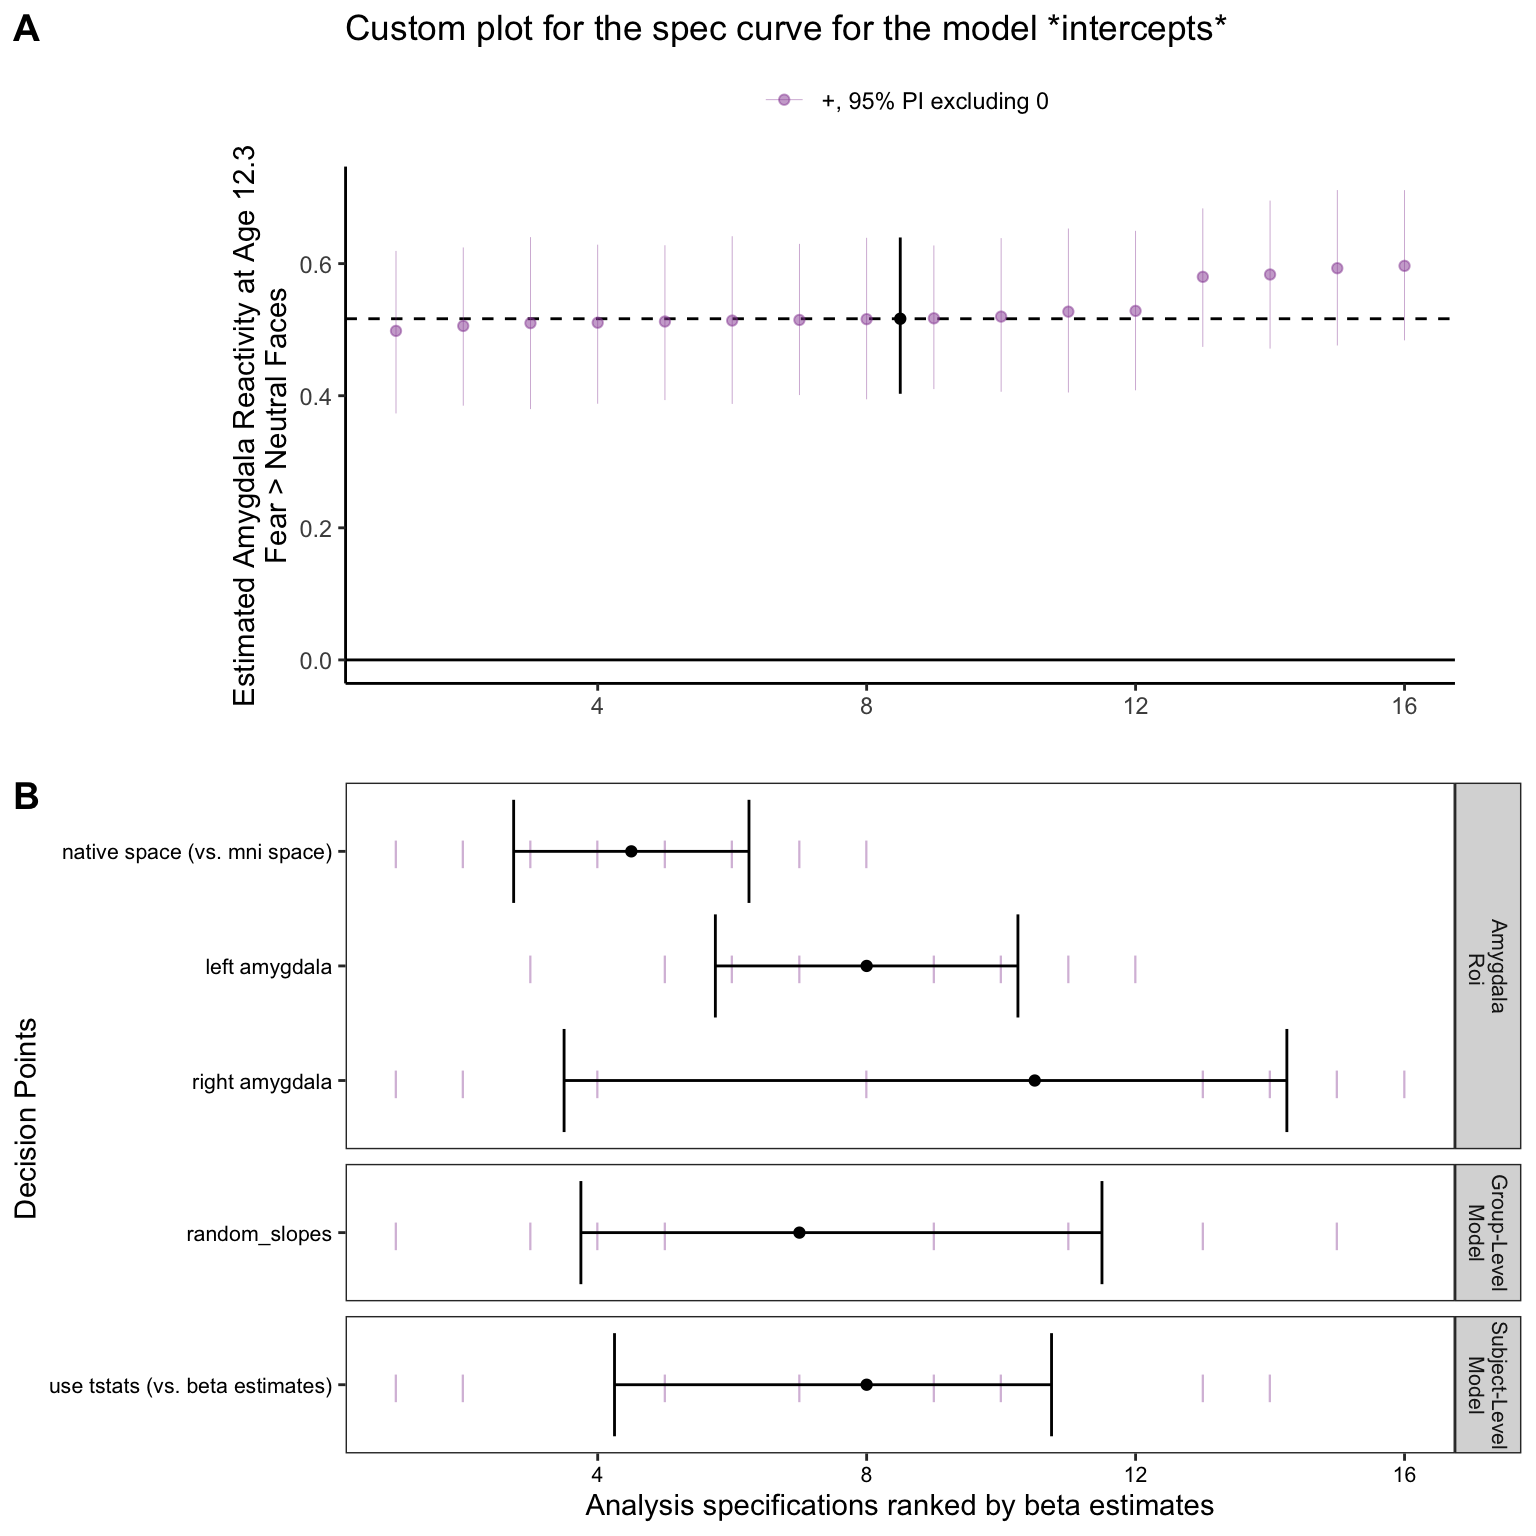 A
Custom plot for the spec curve for the model *intercepts*
+, 95% PI excluding 0
Estimated Amygdala Reactivity at Age 12.3
Fear > Neutral Faces
0.6
0.4
0.2
0.0
4
8
12
16
B
Decision Points
native space (vs. mni space)
left amygdala
right amygdala
Amygdala
Roi
random_slopes
Group-Level
Model
use tstats (vs. beta estimates)
Subject-Level
Model
4
8
12
16
Analysis specifications ranked by beta estimates